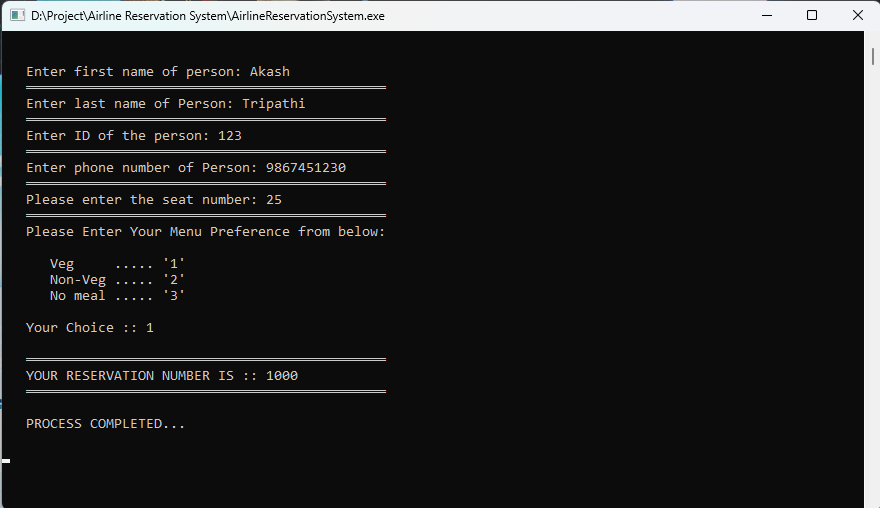 D:\Project\Airline Reservation System\AirlineReservationSystem.exe
Enter first name of person: Akash
Enter last name of Person: Tripathi
Enter ID of the person: 123
Enter phone number of Person: 9867451230
Please enter the seat number: 25
Please Enter Your Menu Preference from below:
Veg ..... '1'
Non-Veg ..... '2'
No meal ..... '3'
Your Choice :: 1
YOUR RESERVATION NUMBER IS :: 1000
PROCESS COMPLETED...